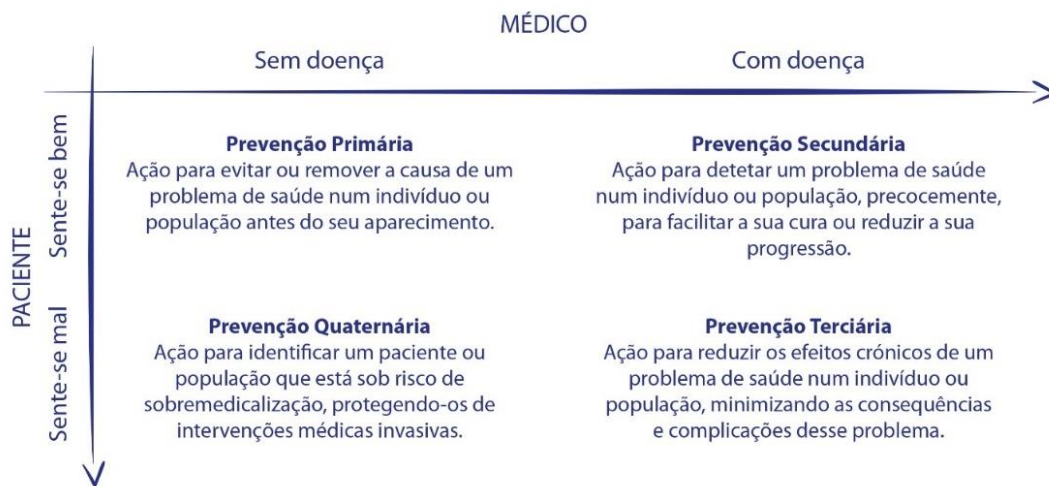 MÉDICO
Sem doença
Com doença
PACIENTE
Sente-se bem
Prevenção Primária
Ação para evitar ou remover a causa de um
problema de saúde num indivíduo ou
população antes do seu aparecimento.
Prevenção Secundária
Ação para detetar um problema de saúde
num indivíduo ou população, precocemente,
para facilitar a sua cura ou reduzir a sua
progressão.
Sente-se mal
Prevenção Quaternária
Ação para identificar um paciente ou
população que está sob risco de
sobremedicalização, protegendo-os de
intervenções médicas invasivas.
Prevenção Terciária
Ação para reduzir os efeitos crónicos de um
problema de saúde num indivíduo ou
população, minimizando as consequências
e complicações desse problema.